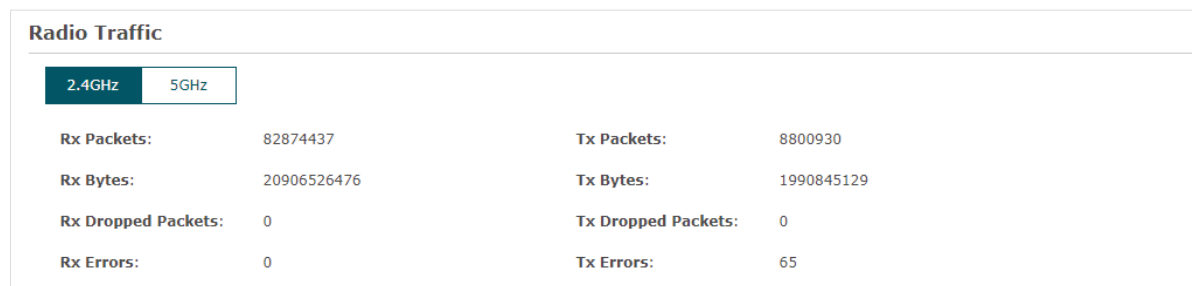 Radio Traffic
2.4GHz 5GHz
Rx Packets: 82874437 Tx Packets: 8800930
Rx Bytes: 20906526476 Tx Bytes: 1990845129
Rx Dropped Packets: 0 Tx Dropped Packets: 0
Rx Errors: 0 Tx Errors: 65